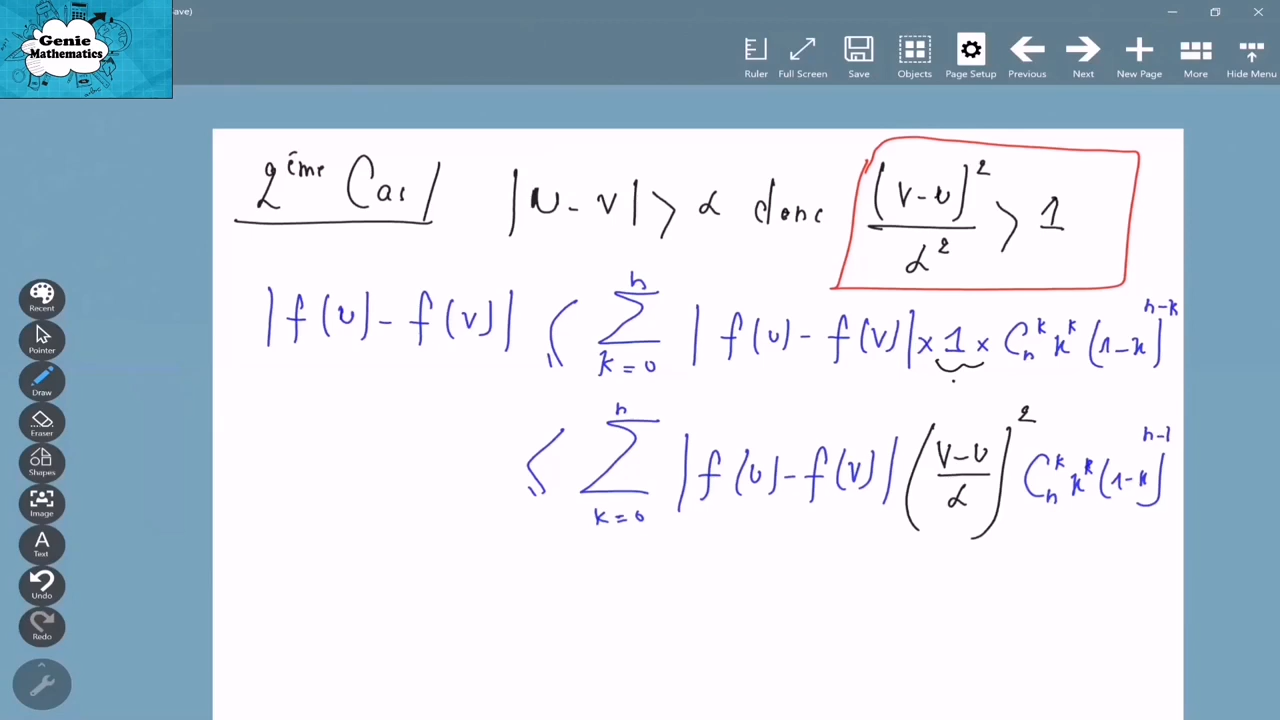 Genie
Mathematics
ave)
Ruler
Full Screen
Save
Objects
Page Setup
Previous
Next
New Page
More
Hide Menu
Recent
Pointer
Draw
Eraser
Shapes
Image
Text
Undo
Redo
2ème Cas / |u - v| > α donc (v-u)² / α² > 1
|f(u) - f(v)| ⩽ ∑_{k=0}^{n} |f(u) - f(v)| × 1 × C_n^k x^k (1-x)^{n-k}
⩽ ∑_{k=0}^{n} |f(u) - f(v)| ((v-u)/α)² C_n^k x^k (1-x)^{n-1}